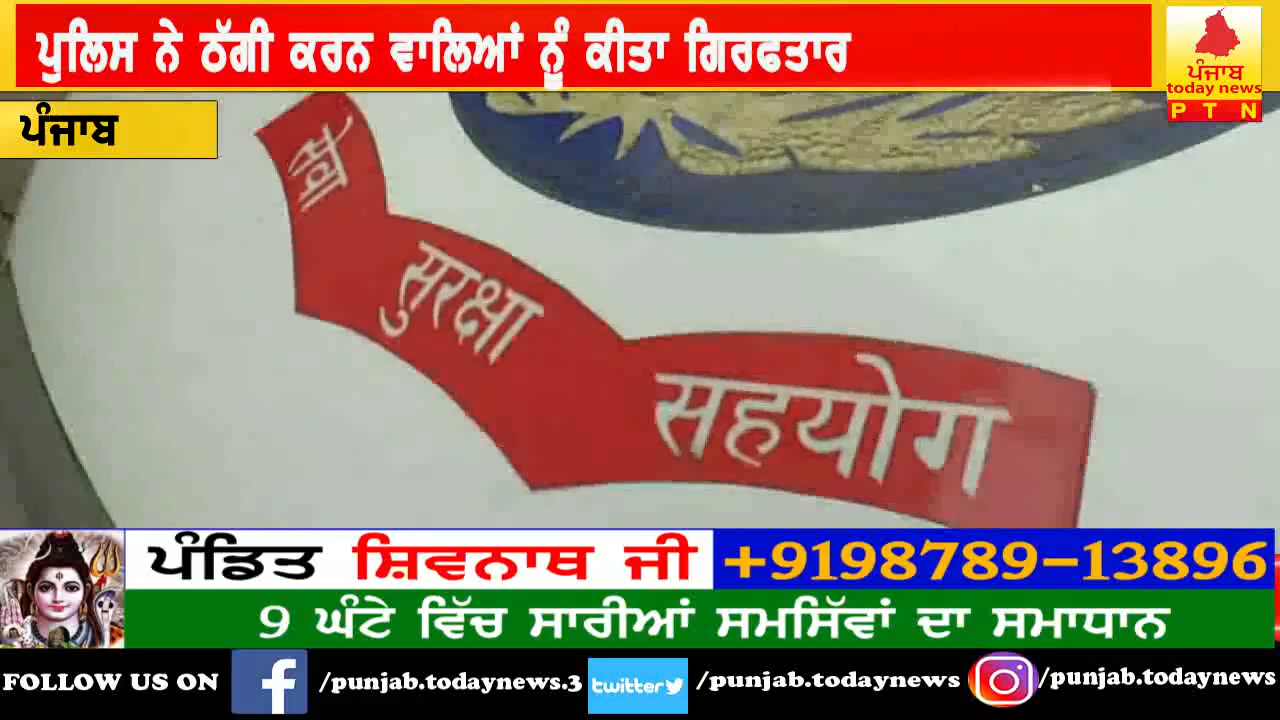 ਪੁਲਿਸ ਨੇ ਠੱਗੀ ਕਰਨ ਵਾਲਿਆਂ ਨੂੰ ਕੀਤਾ ਗਿਰਫਤਾਰ
ਪੰਜਾਬ
today news
P T N
ਪੰਜਾਬ
सुरक्षा
सहयोग
ਪੰਡਿਤ ਸ਼ਿਵਨਾਥ ਜੀ +9198789-13896
9 ਘੰਟੇ ਵਿੱਚ ਸਾਰੀਆਂ ਸਮਸਿੱਵਾਂ ਦਾ ਸਮਾਧਾਨ
FOLLOW US ON f /punjab.todaynews.3 twitter /punjab.todaynews /punjab.todaynews